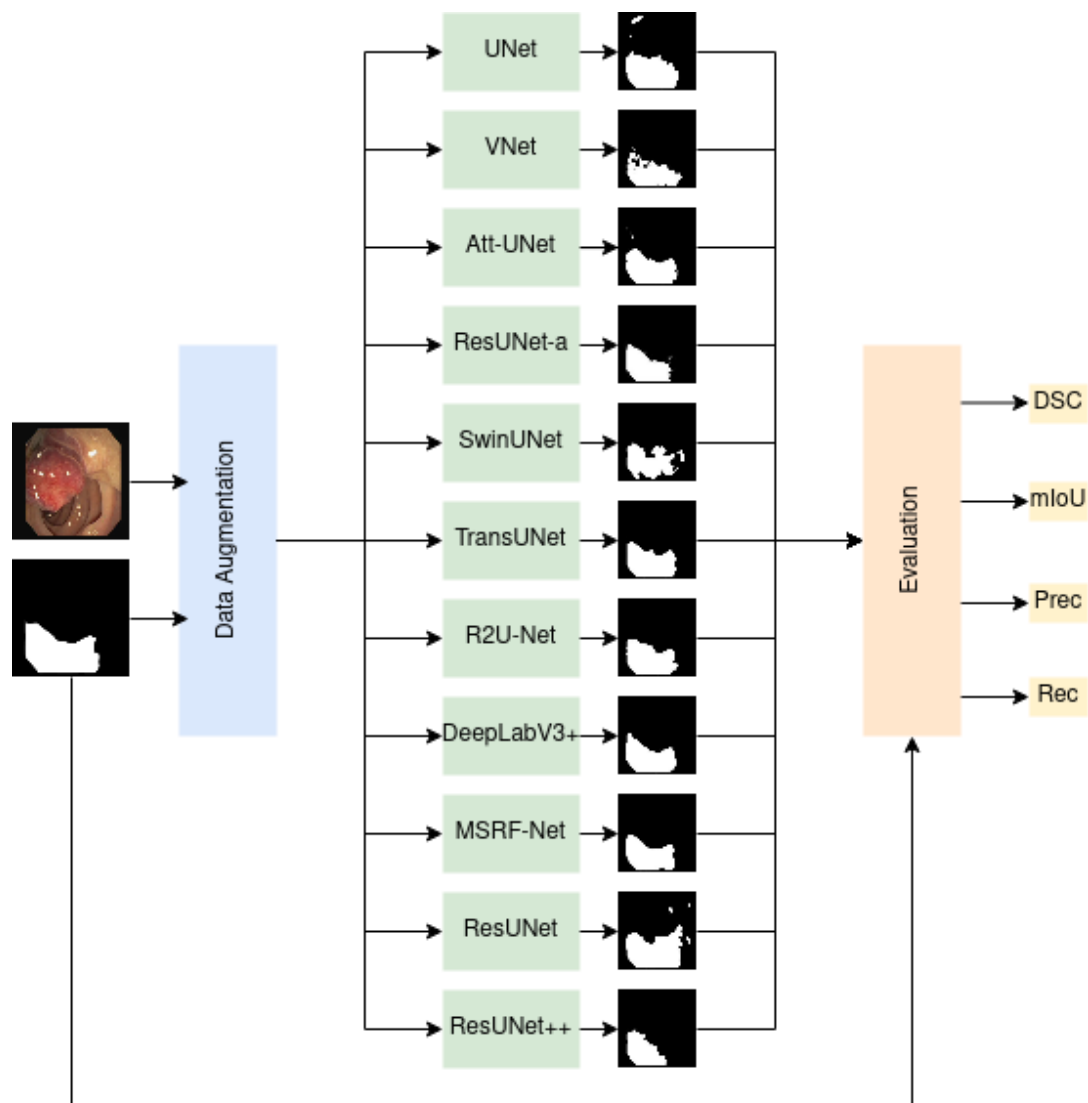 Data Augmentation
UNet
VNet
Att-UNet
ResUNet-a
SwinUNet
TransUNet
R2U-Net
DeepLabV3+
MSRF-Net
ResUNet
ResUNet++
Evaluation
DSC
mIoU
Prec
Rec